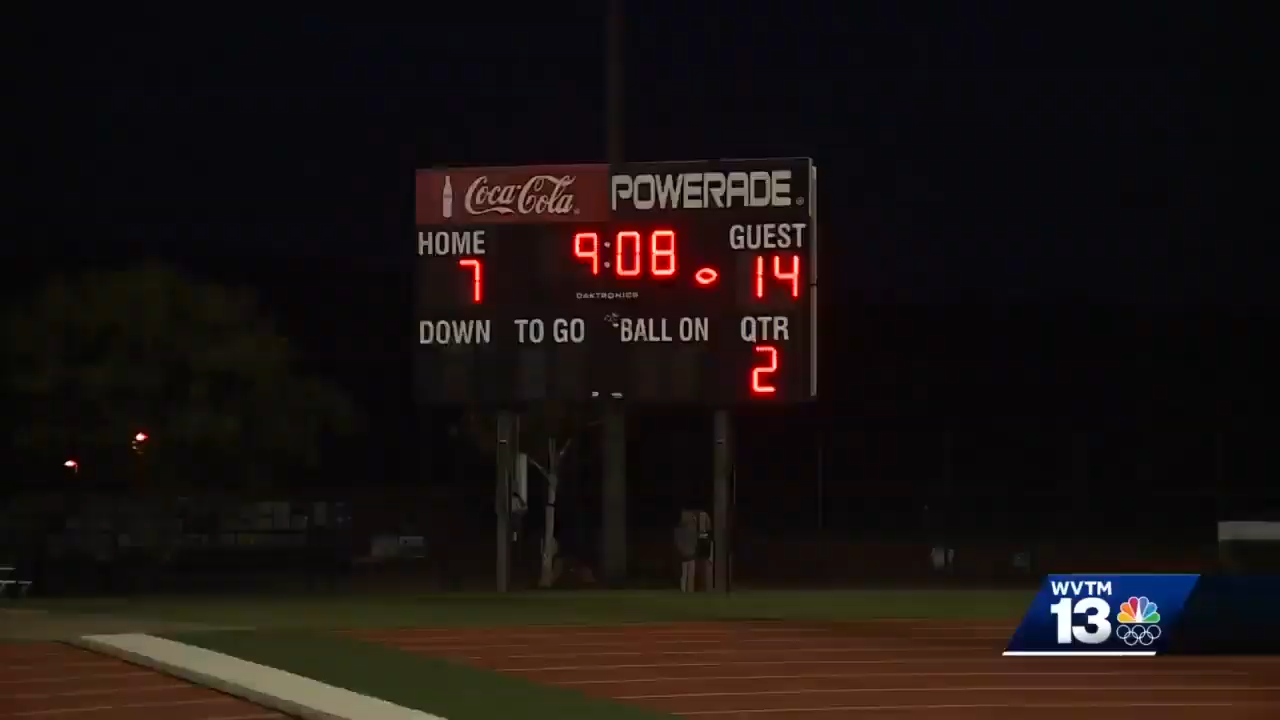 Coca-Cola POWERADE
HOME 9:08 GUEST
7 14
DAKTRONICS
DOWN TO GO BALL ON QTR
2
WVTM
13